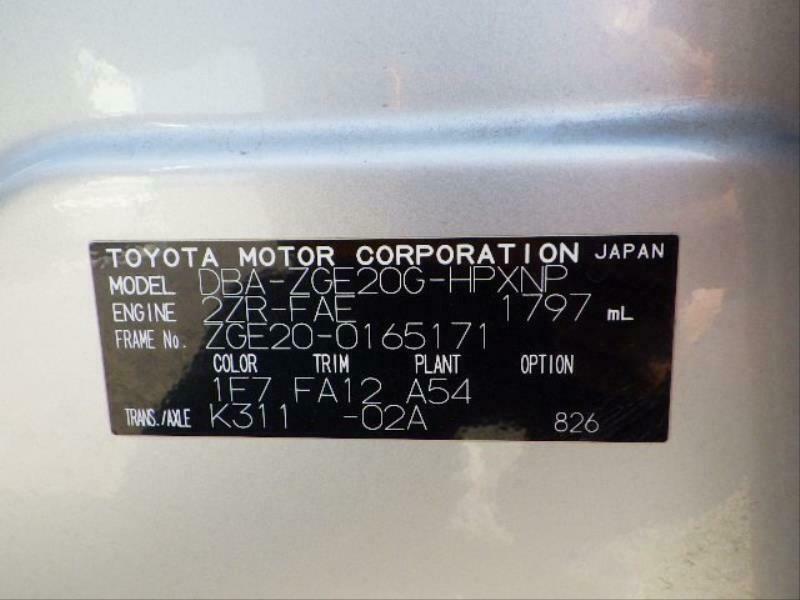 TOYOTA MOTOR CORPORATION JAPAN
MODEL DBA-ZGE20G-HPXNP
ENGINE 2ZR-FAE 1797 mL
FRAME No. ZGE20-0165171
COLOR TRIM PLANT OPTION
1F7 FA12 A54
TRANS./AXLE K311 -02A 826